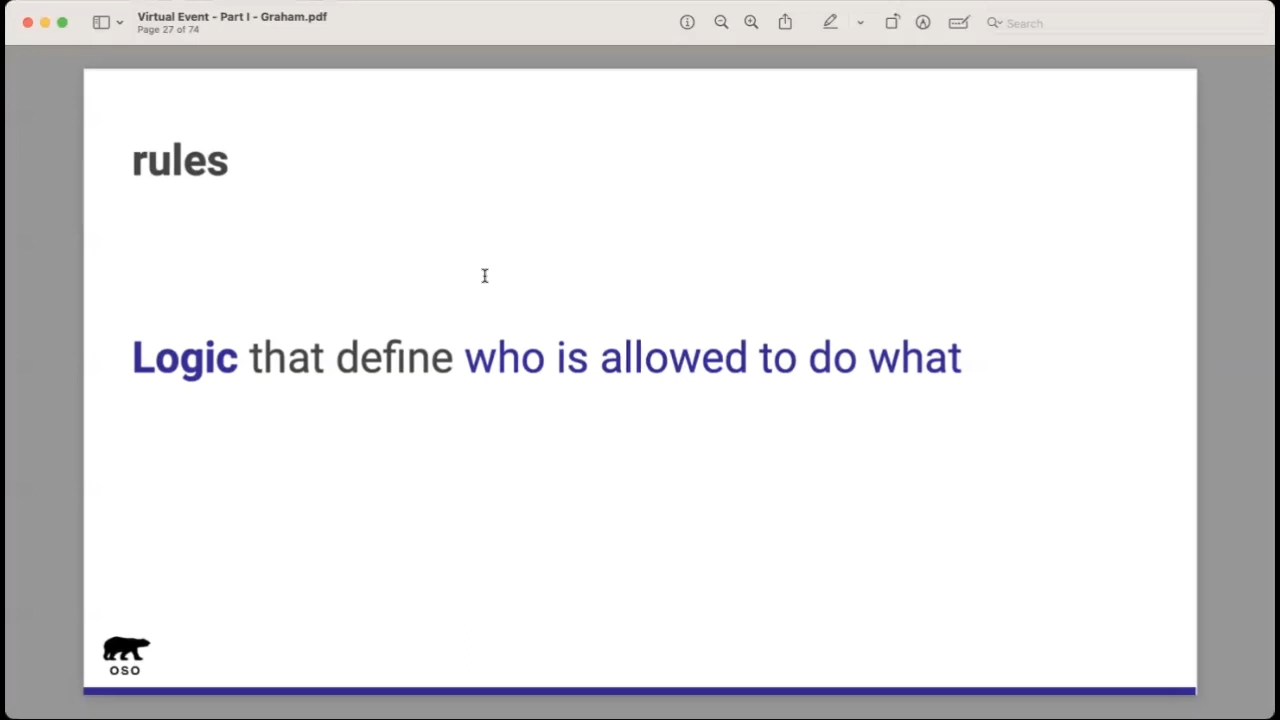 Virtual Event - Part I - Graham.pdf
Page 27 of 74
Search
rules
Logic that define who is allowed to do what
OSO